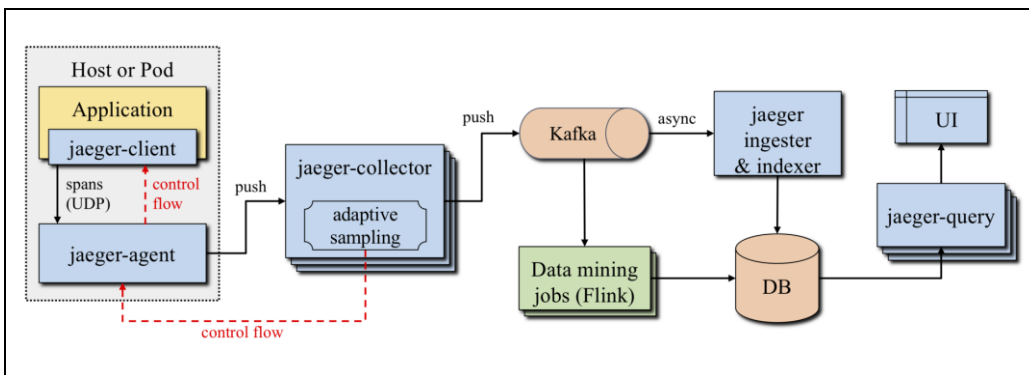 Host or Pod
Application
jaeger-client
spans
(UDP)
control
flow
jaeger-agent
push
jaeger-collector
adaptive
sampling
control flow
push
Kafka
async
jaeger
ingester
& indexer
Data mining
jobs (Flink)
DB
UI
jaeger-query